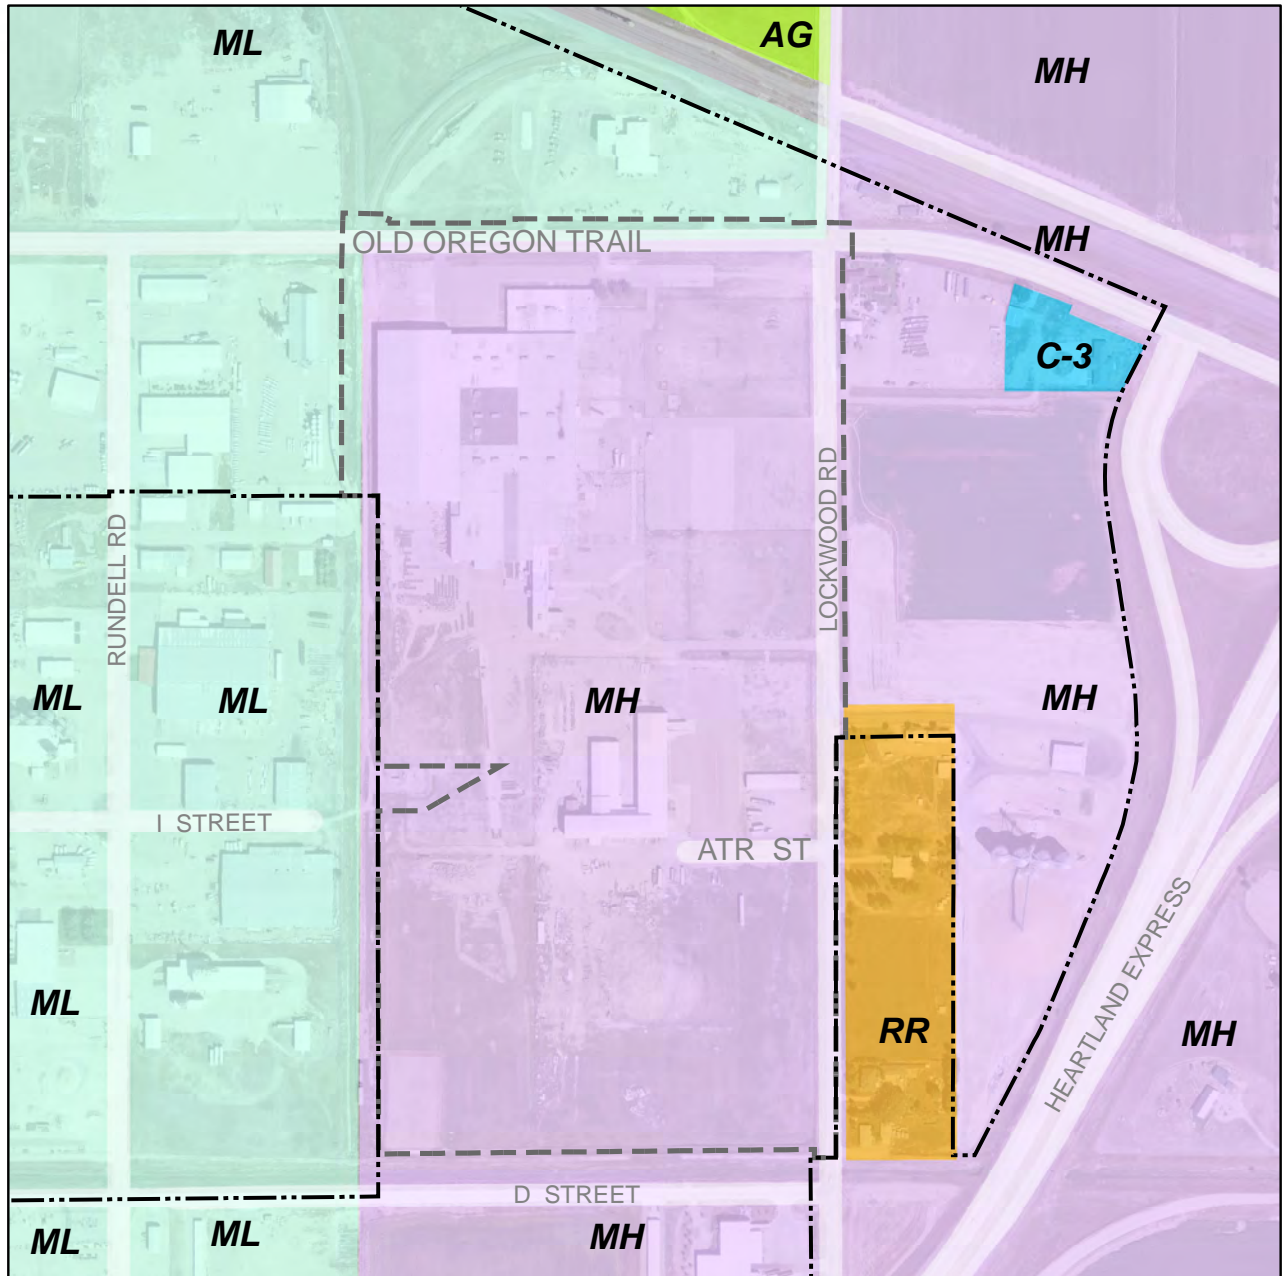 AG
ML
MH
MH
OLD OREGON TRAIL
C-3
RUNDELL RD
LOCKWOOD RD
ML
ML
MH
MH
I STREET
ATR ST
HEARTLAND EXPRESS
ML
RR
MH
D STREET
ML
ML
MH